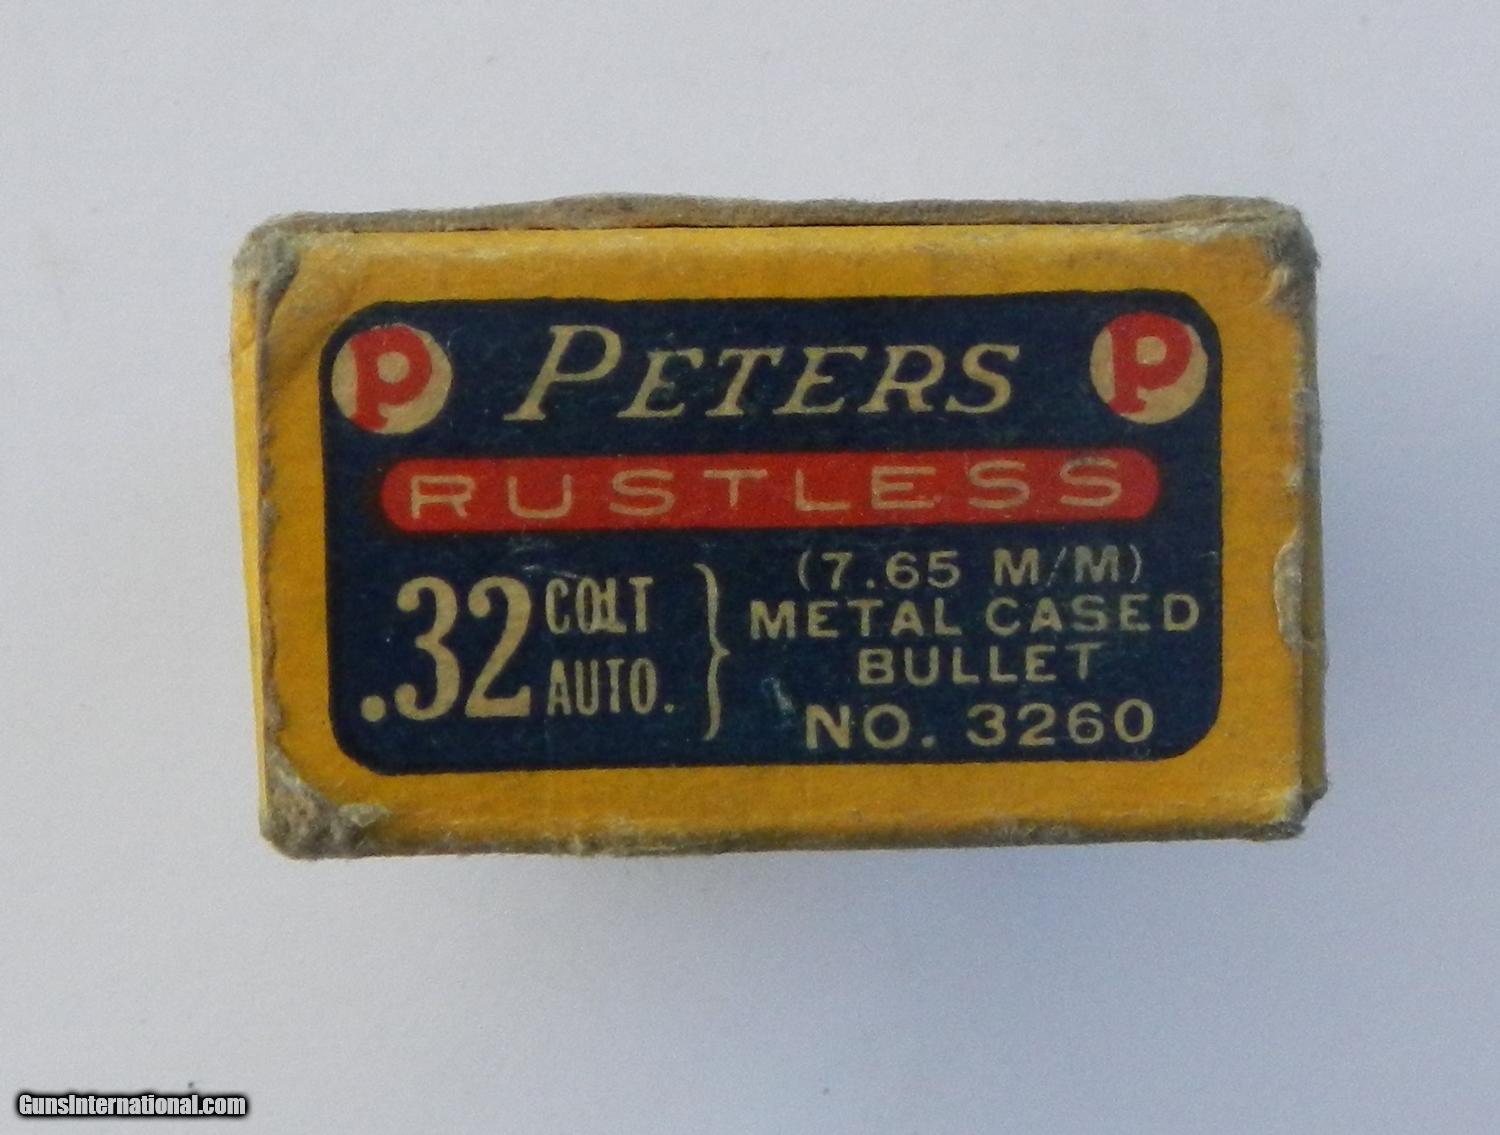 P PETERS P
RUSTLESS
.32 COLT AUTO. } (7.65 M/M)
METAL CASED
BULLET
NO. 3260
GunsInternational.com